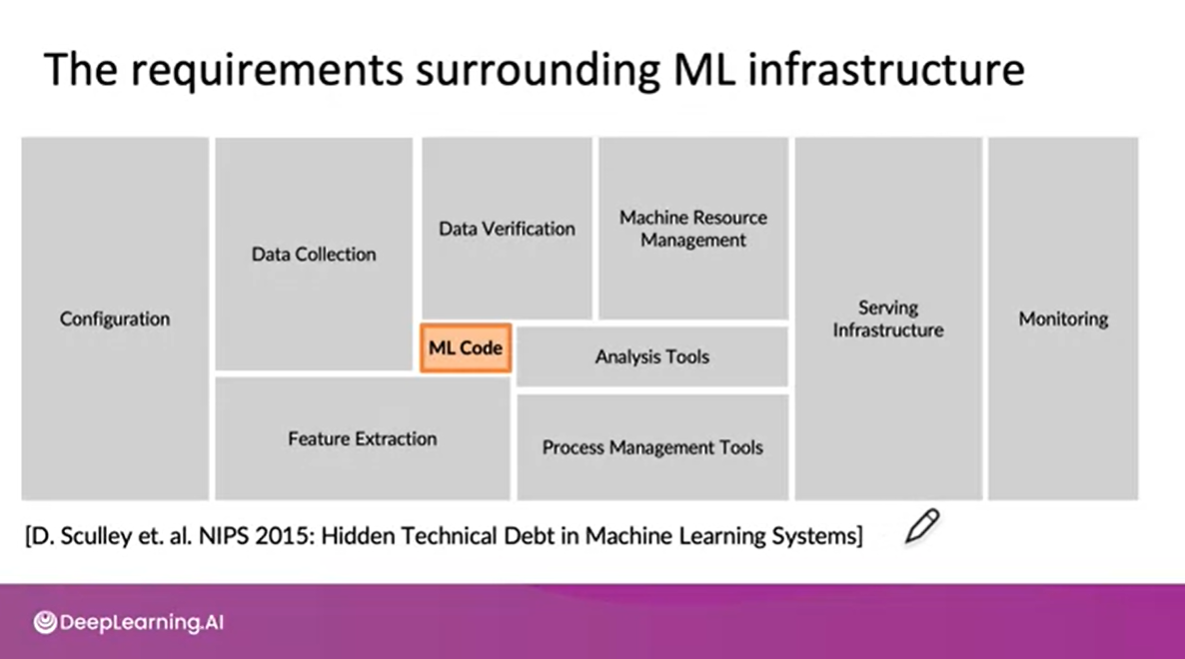 The requirements surrounding ML infrastructure
Configuration
Data Collection
Data Verification
Machine Resource
Management
ML Code
Analysis Tools
Feature Extraction
Process Management Tools
Serving
Infrastructure
Monitoring
[D. Sculley et. al. NIPS 2015: Hidden Technical Debt in Machine Learning Systems]
DeepLearning.AI